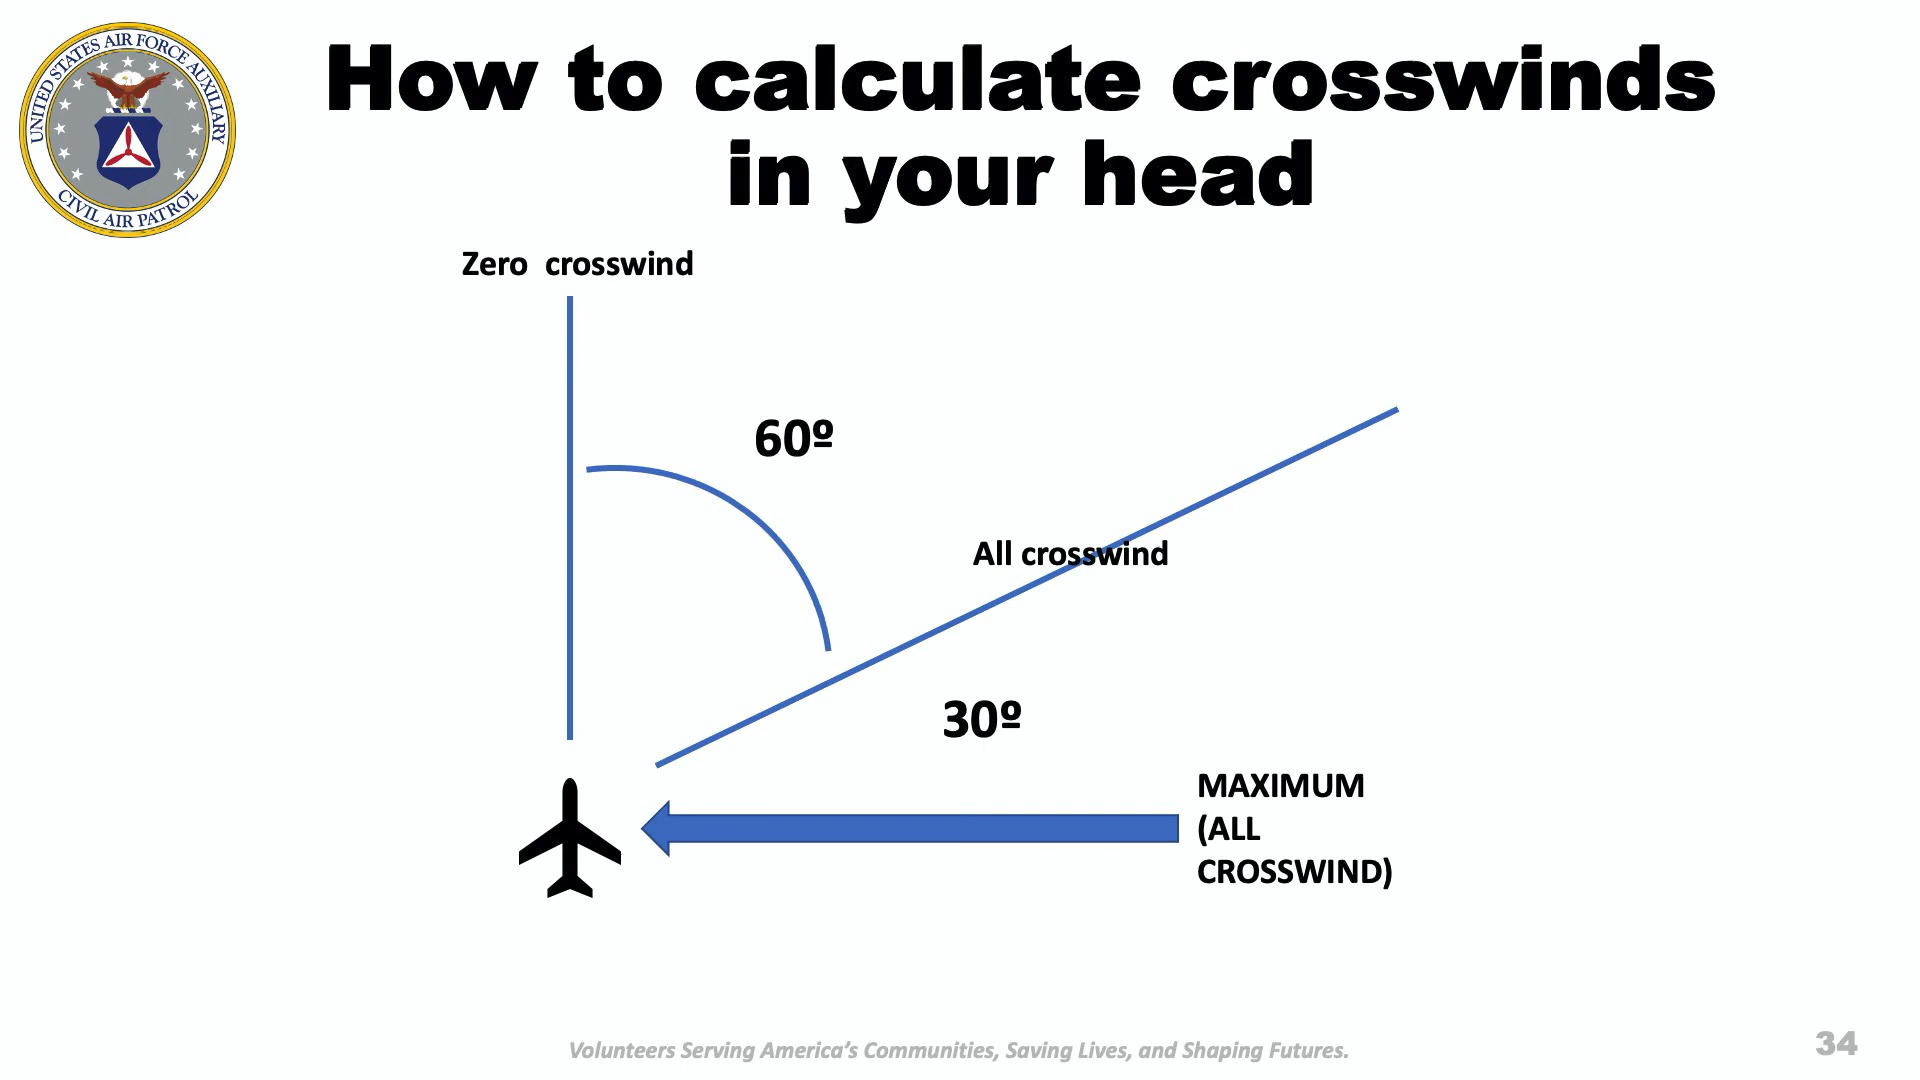 UNITED STATES AIR FORCE AUXILIARY
CIVIL AIR PATROL
How to calculate crosswinds
in your head
Zero  crosswind
60º
All crosswind
30º
MAXIMUM
(ALL
CROSSWIND)
Volunteers Serving America’s Communities, Saving Lives, and Shaping Futures.
34